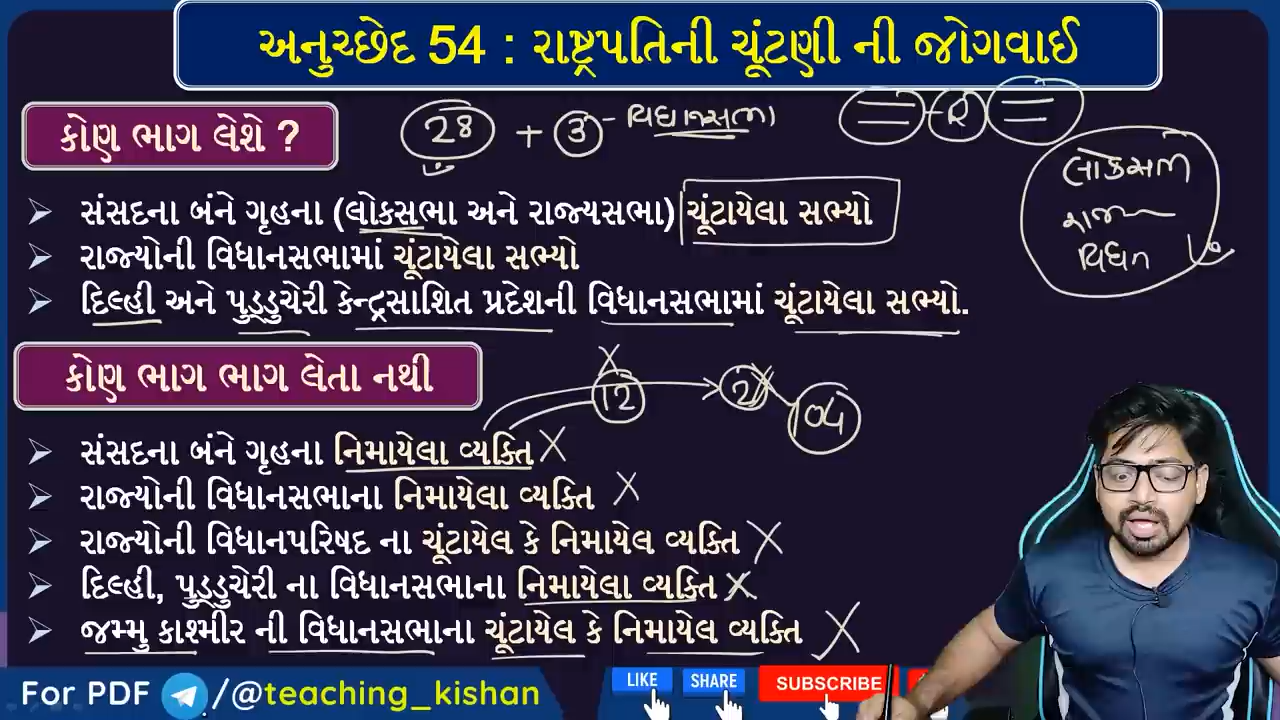 અનુચ્છેદ 54 : રાષ્ટ્રપતિની ચૂંટણી ની જોગવાઈ
કોણ ભાગ લેશે ?
28 + 3 - વિધાનસભા
લોકસભા
➤ સંસદના બંને ગૃહના (લોકસભા અને રાજ્યસભા) ચૂંટાયેલા સભ્યો
➤ રાજ્યોની વિધાનસભામાં ચૂંટાયેલા સભ્યો
➤ દિલ્હી અને પુડ્ડુચેરી કેન્દ્રસાશિત પ્રદેશની વિધાનસભામાં ચૂંટાયેલા સભ્યો.
કોણ ભાગ ભાગ લેતા નથી
12 2 04
➤ સંસદના બંને ગૃહના નિમાયેલા વ્યક્તિ X
➤ રાજ્યોની વિધાનસભાના નિમાયેલા વ્યક્તિ X
➤ રાજ્યોની વિધાનપરિષદ ના ચૂંટાયેલ કે નિમાયેલ વ્યક્તિ X
➤ દિલ્હી, પુડ્ડુચેરી ના વિધાનસભાના નિમાયેલા વ્યક્તિ X
➤ જમ્મુ કાશ્મીર ની વિધાનસભાના ચૂંટાયેલ કે નિમાયેલ વ્યક્તિ X
For PDF /@teaching_kishan
LIKE SHARE SUBSCRIBE